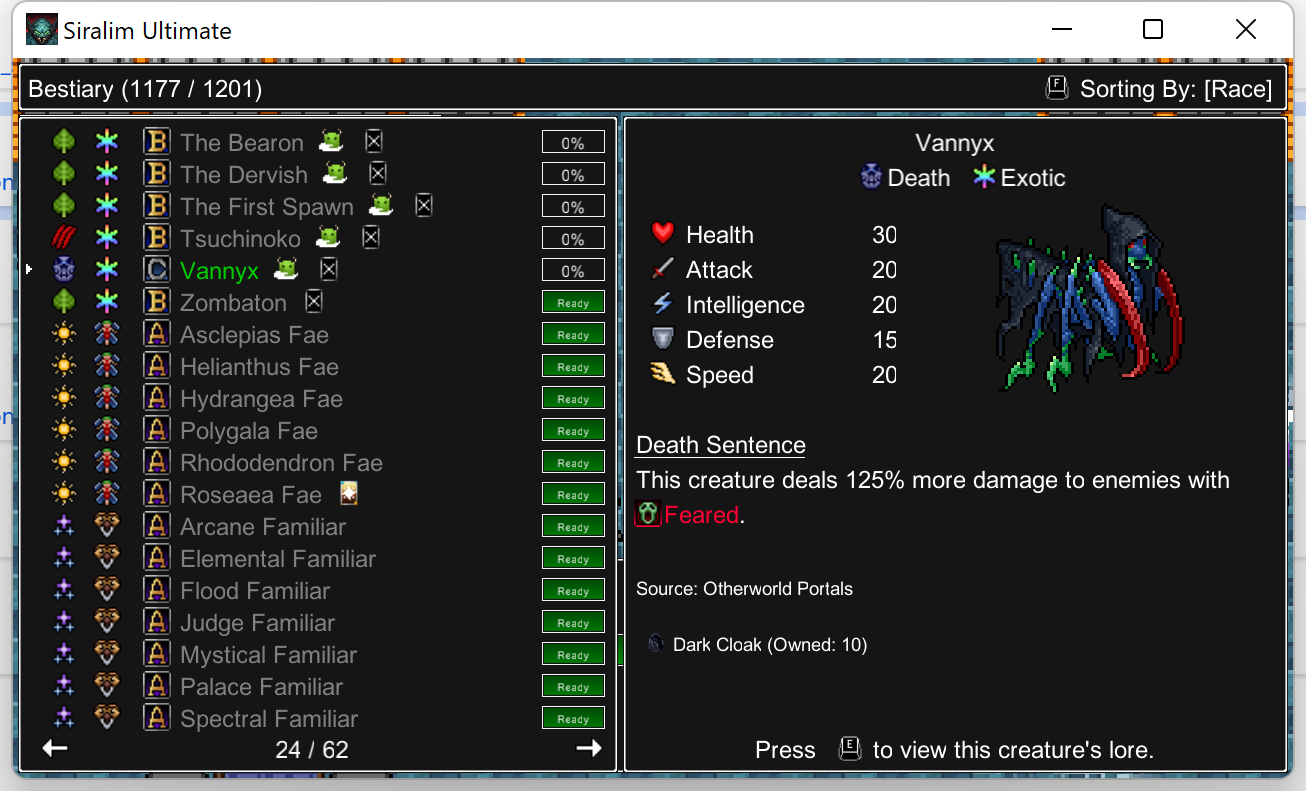 Siralim Ultimate
Bestiary (1177 / 1201)
F Sorting By: [Race]
B The Bearon 0%
B The Dervish 0%
B The First Spawn 0%
B Tsuchinoko 0%
C Vannyx 0%
B Zombaton Ready
A Asclepias Fae Ready
A Helianthus Fae Ready
A Hydrangea Fae Ready
A Polygala Fae Ready
A Rhododendron Fae Ready
A Roseaea Fae Ready
A Arcane Familiar Ready
A Elemental Familiar Ready
A Flood Familiar Ready
A Judge Familiar Ready
A Mystical Familiar Ready
A Palace Familiar Ready
A Spectral Familiar Ready
24 / 62
Vannyx
Death Exotic
Health 30
Attack 20
Intelligence 20
Defense 15
Speed 20
Death Sentence
This creature deals 125% more damage to enemies with
Feared.
Source: Otherworld Portals
Dark Cloak (Owned: 10)
Press E to view this creature's lore.